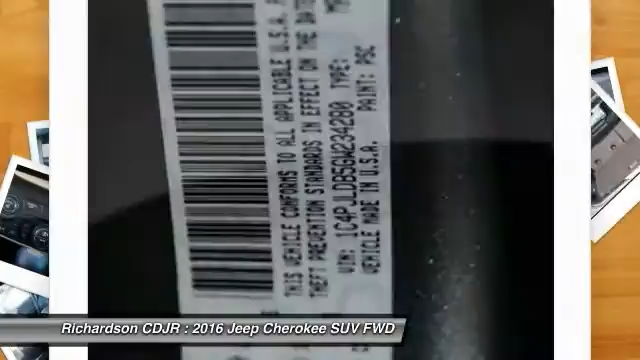 THIS VEHICLE CONFORMS TO ALL APPLICABLE U.S.A.
THEFT PREVENTION STANDARDS IN EFFECT ON THE DATE
VIN: 1C4PJLDB5GW234280 TYPE:
VEHICLE MADE IN U.S.A. PAINT: PSC
Richardson CDJR : 2016 Jeep Cherokee SUV FWD